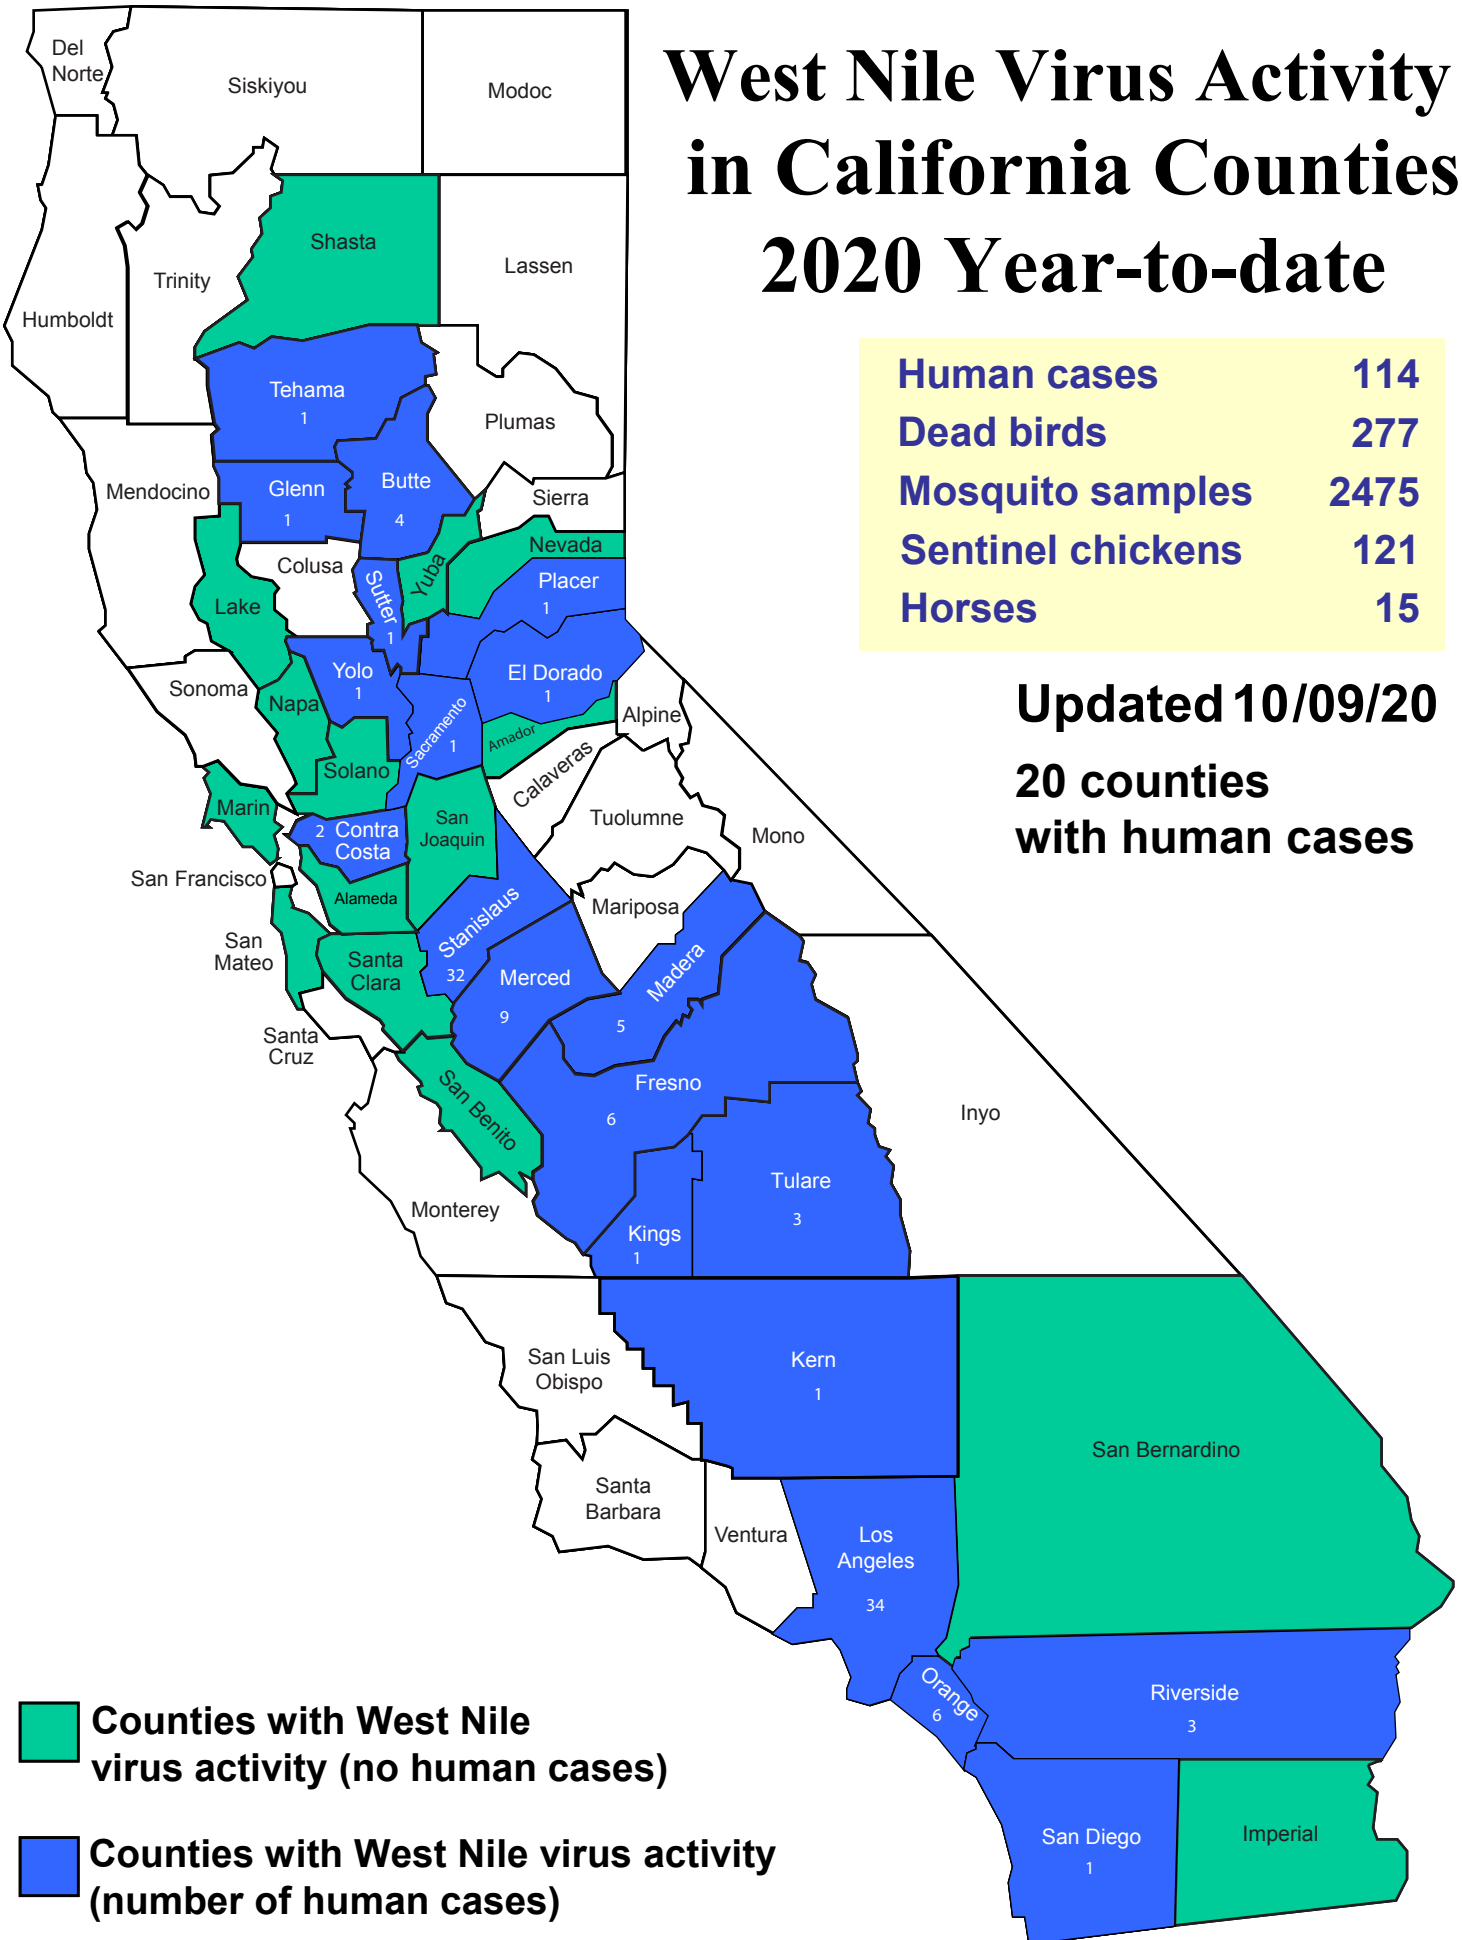 West Nile Virus Activity
in California Counties
2020 Year-to-date
Human cases 114
Dead birds 277
Mosquito samples 2475
Sentinel chickens 121
Horses 15
Updated 10/09/20
20 counties
with human cases
Del
Norte
Siskiyou
Modoc
Shasta
Lassen
Trinity
Humboldt
Tehama
1
Plumas
Mendocino
Glenn
1
Butte
4
Sierra
Colusa
Sutter
1
Yuba
Nevada
Placer
1
Lake
El Dorado
1
Yolo
1
Sonoma
Napa
Sacramento
1
Amador
Alpine
Solano
Calaveras
Marin
2 Contra
Costa
San
Joaquin
Tuolumne
Mono
San Francisco
Alameda
Stanislaus
32
Mariposa
San
Mateo
Santa
Clara
Merced
9
Madera
5
Santa
Cruz
San Benito
Fresno
6
Inyo
Monterey
Kings
1
Tulare
3
San Luis
Obispo
Kern
1
San Bernardino
Santa
Barbara
Ventura
Los
Angeles
34
Orange
6
Riverside
3
San Diego
1
Imperial
Counties with West Nile
virus activity (no human cases)
Counties with West Nile virus activity
(number of human cases)